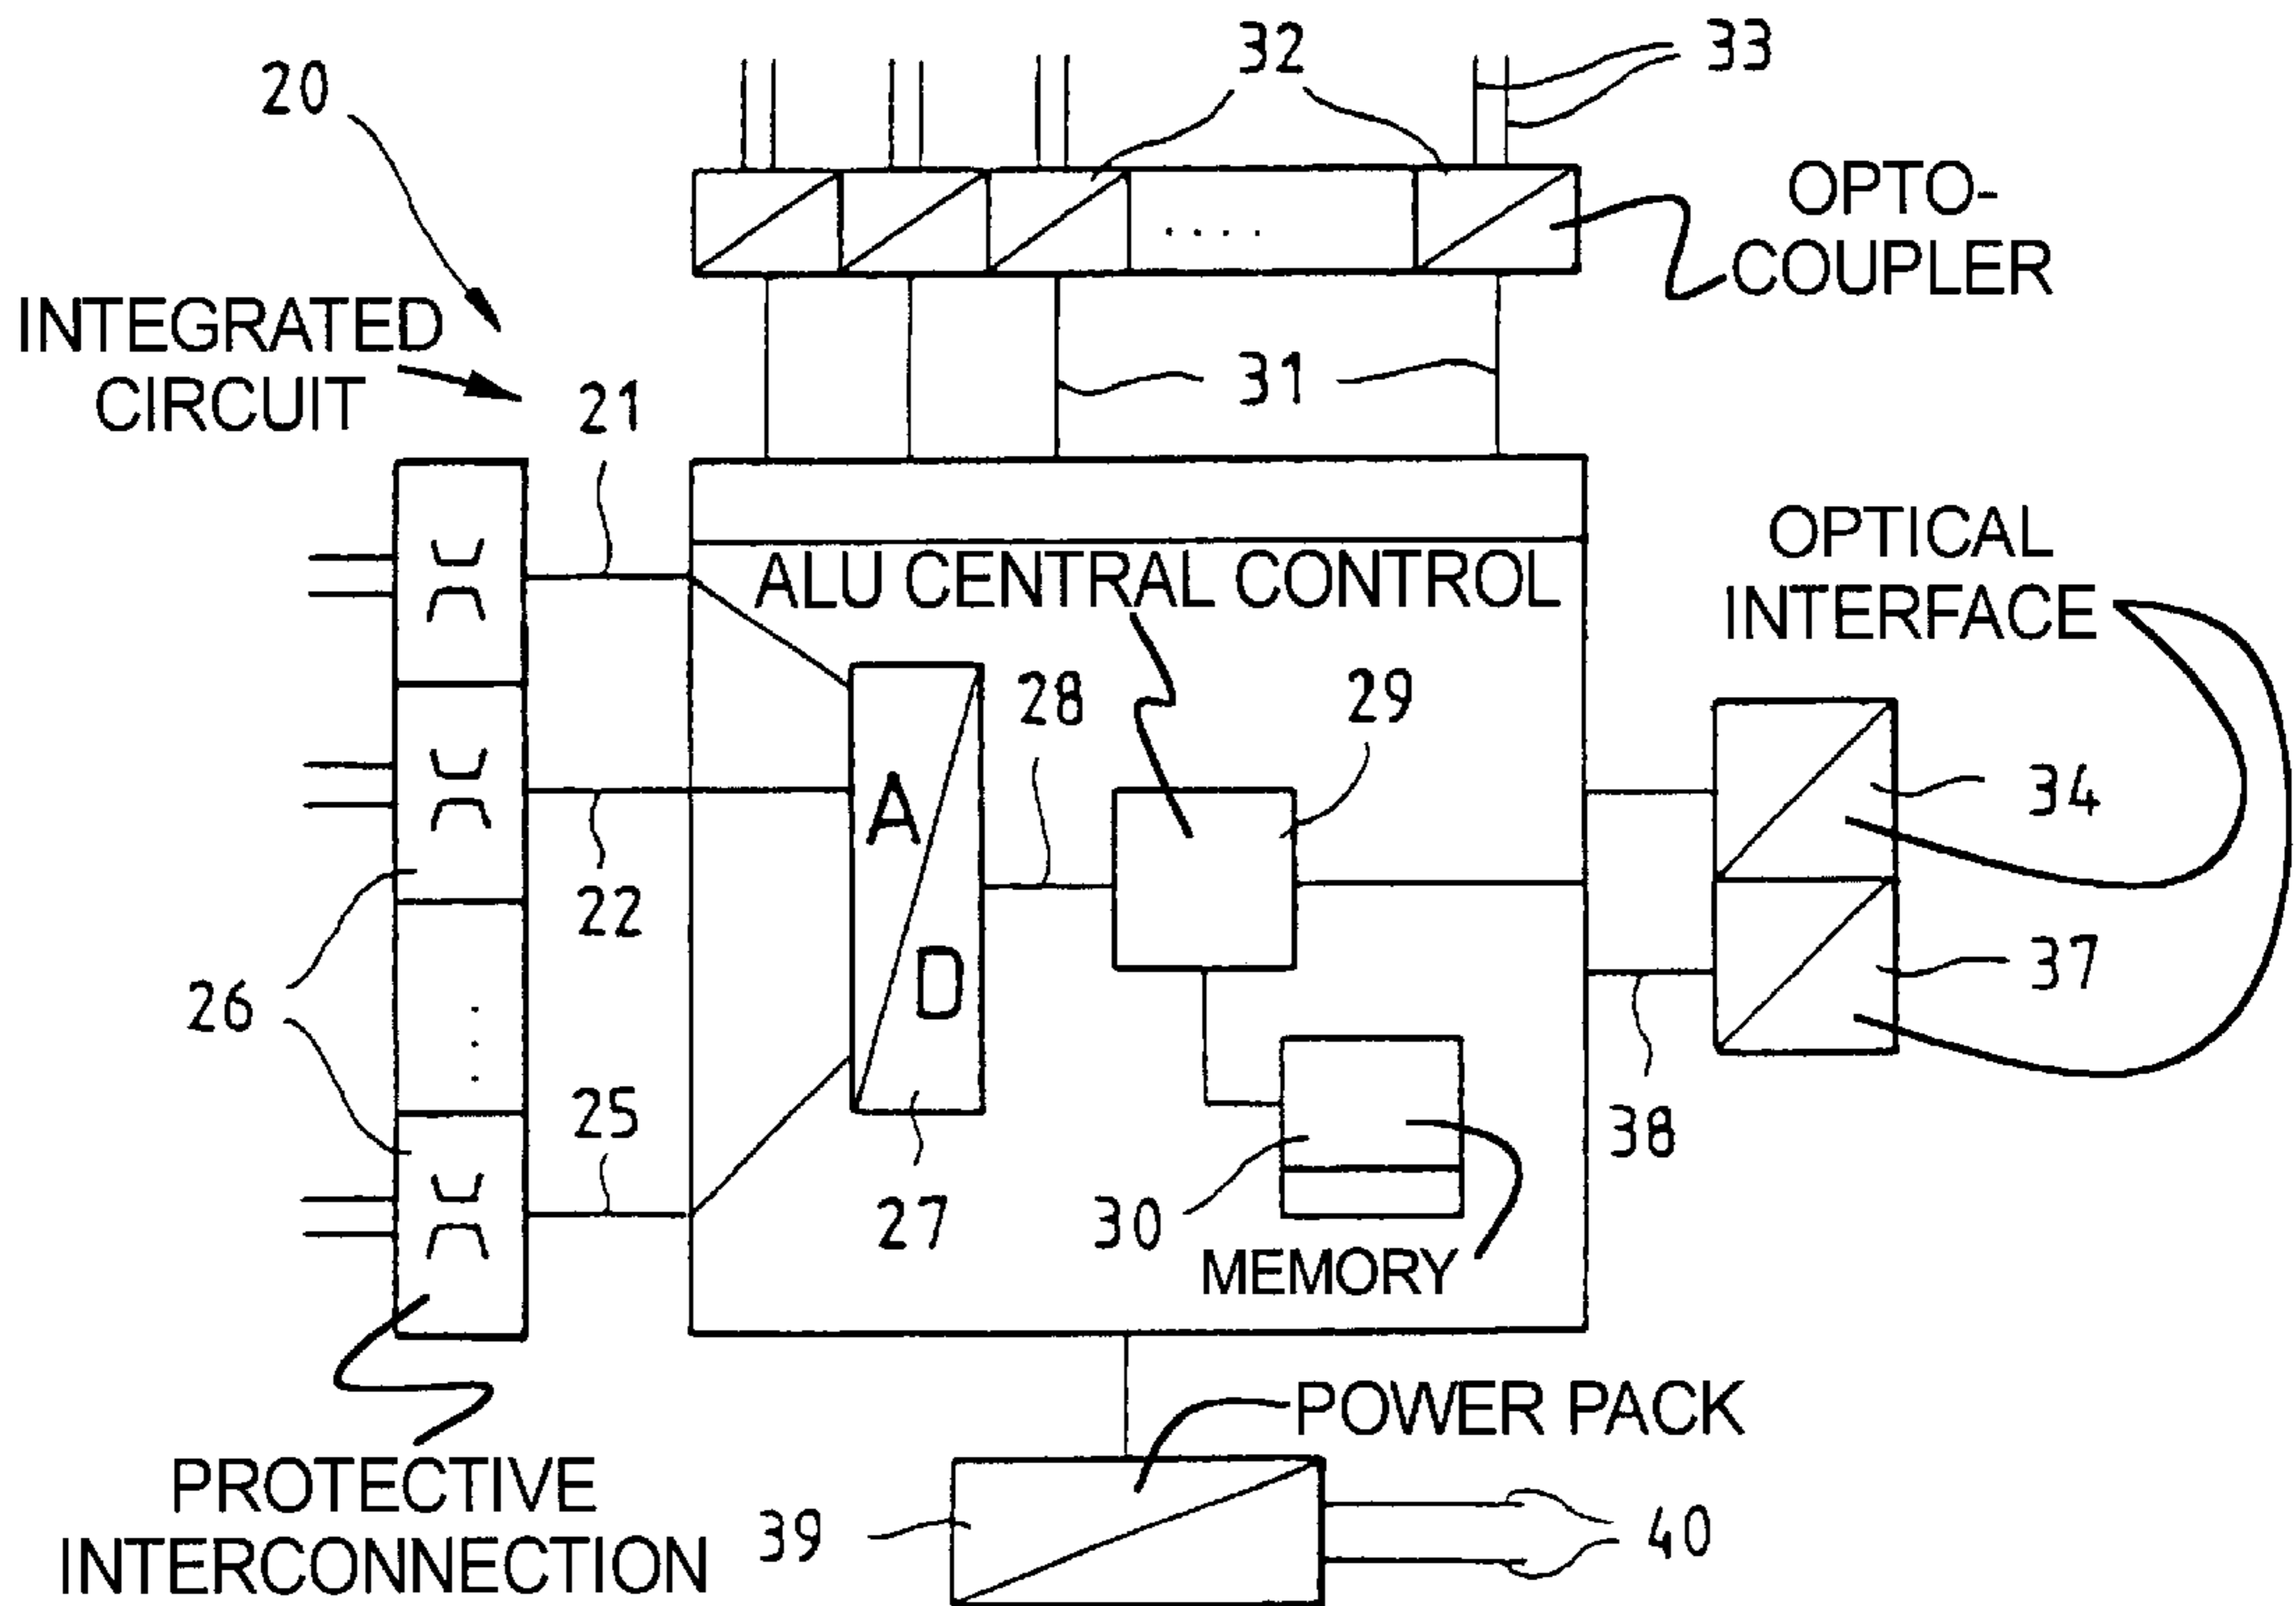 20
32
33
OPTO-
COUPLER
INTEGRATED
CIRCUIT
21
31
ALU CENTRAL CONTROL
OPTICAL
INTERFACE
28
29
34
A
D
22
26
37
25
38
27
30
MEMORY
POWER PACK
PROTECTIVE
INTERCONNECTION
39
40